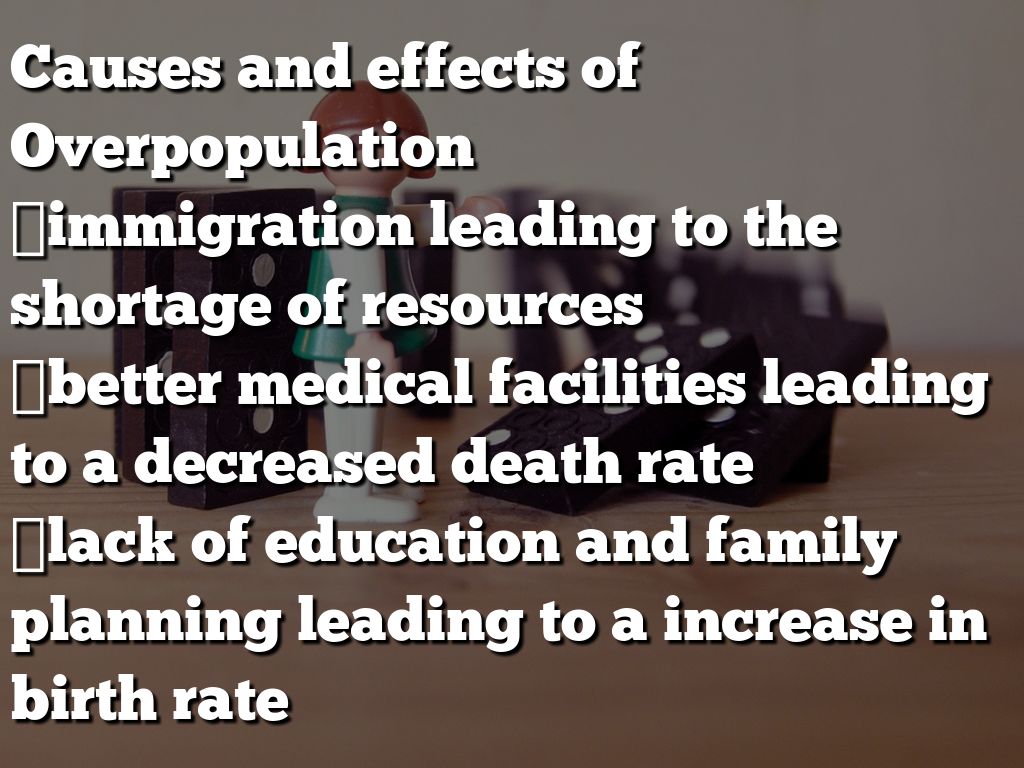 Causes and effects of
Overpopulation
▯immigration leading to the
shortage of resources
▯better medical facilities leading
to a decreased death rate
▯lack of education and family
planning leading to a increase in
birth rate